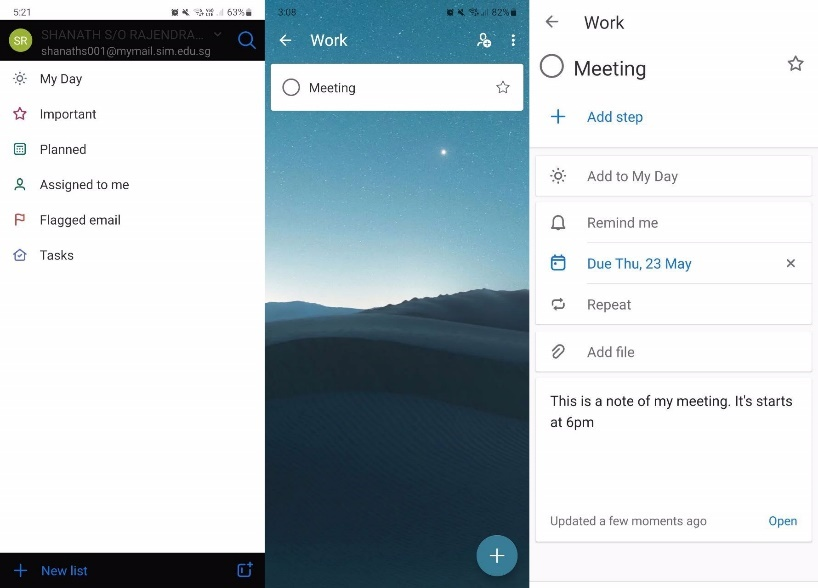 5:21
63%
SR
SHANATH S/O RAJENDRA...
shanaths001@mymail.sim.edu.sg
My Day
Important
Planned
Assigned to me
Flagged email
Tasks
New list
3:08
82%
Work
Meeting
Work
Meeting
Add step
Add to My Day
Remind me
Due Thu, 23 May
Repeat
Add file
This is a note of my meeting. It's starts
at 6pm
Updated a few moments ago
Open